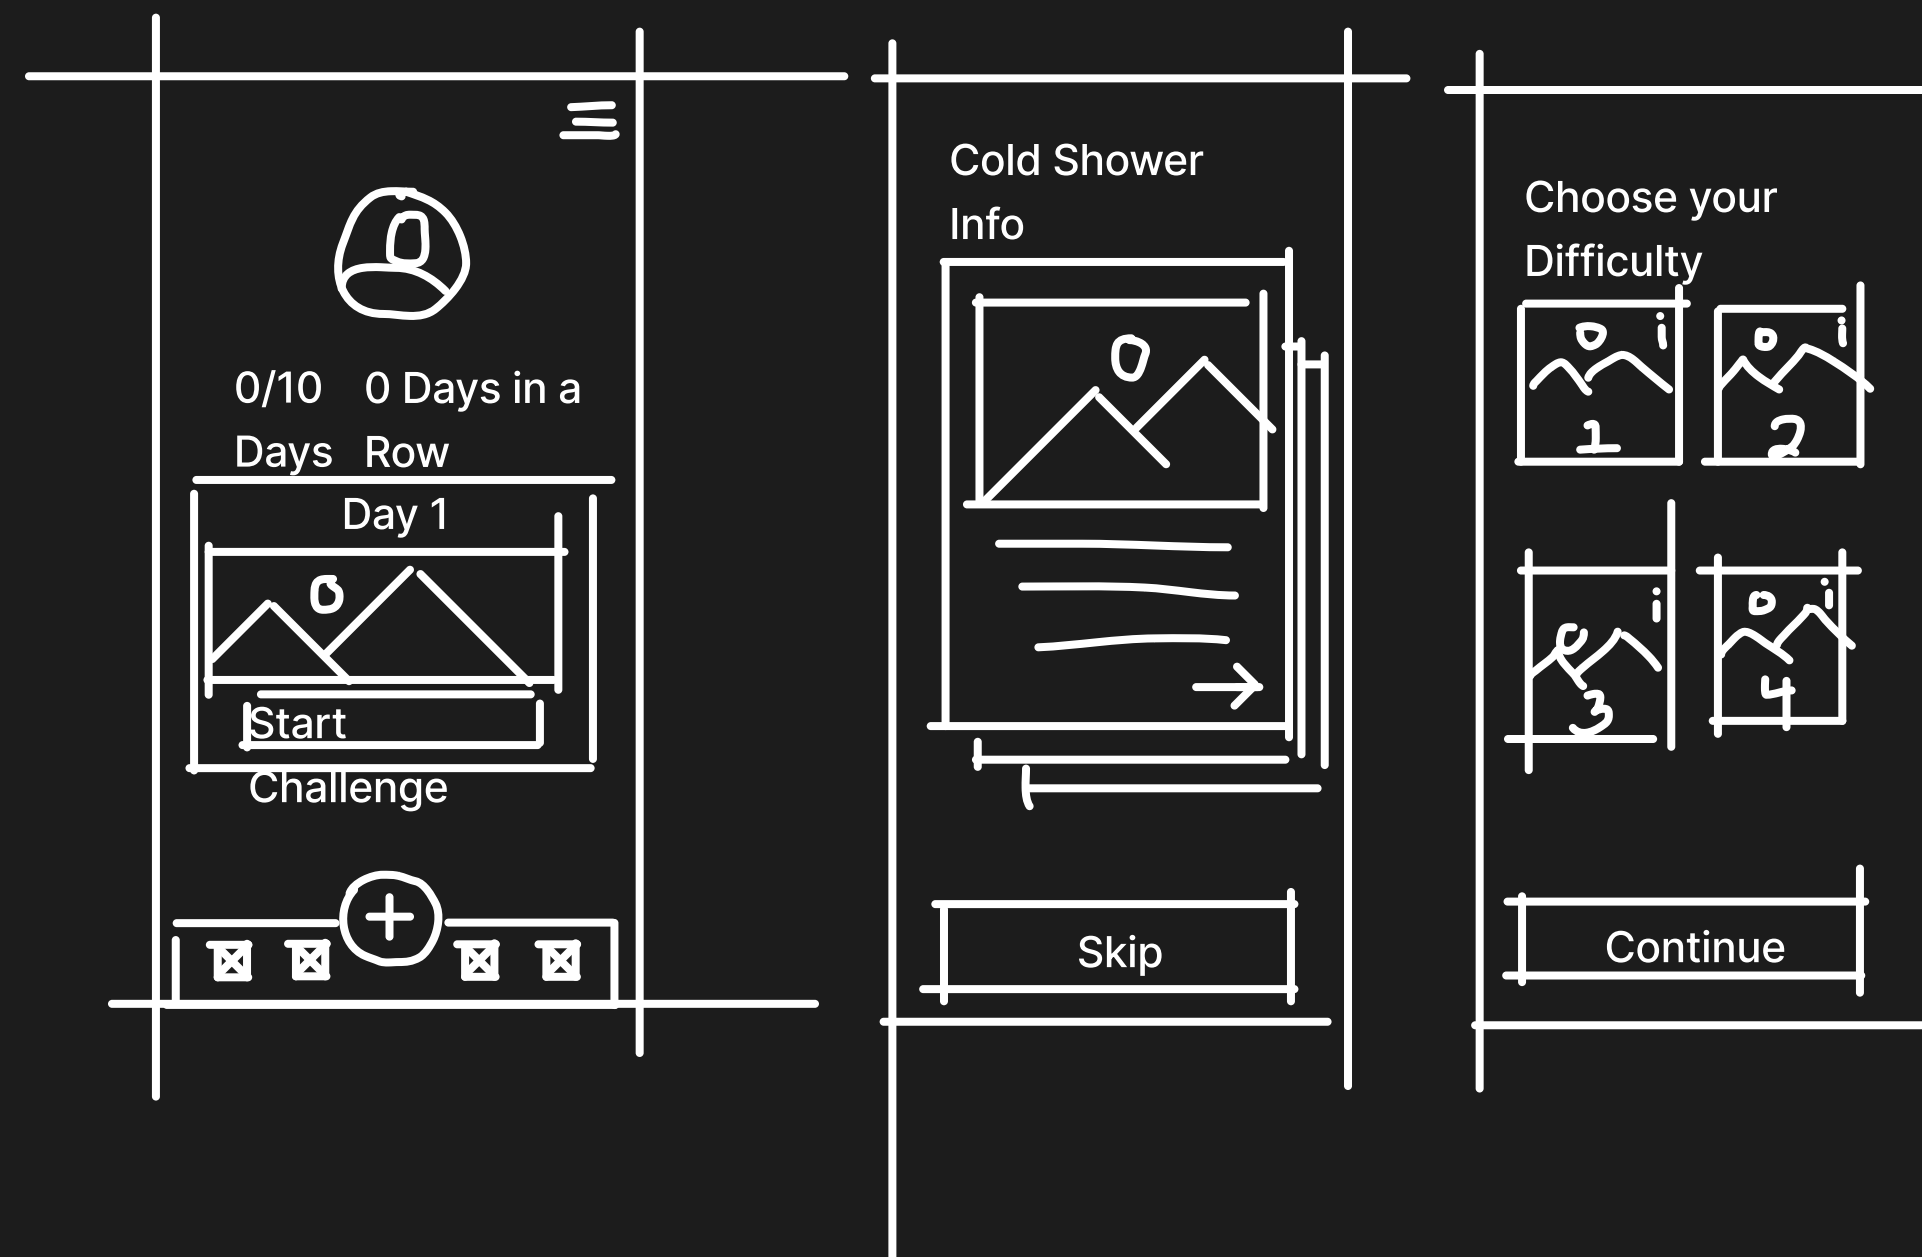 0/10 Days
0 Days in a Row
Day 1
Start
Challenge
Cold Shower
Info
Skip
Choose your
Difficulty
i
i
1
2
i
i
3
4
Continue